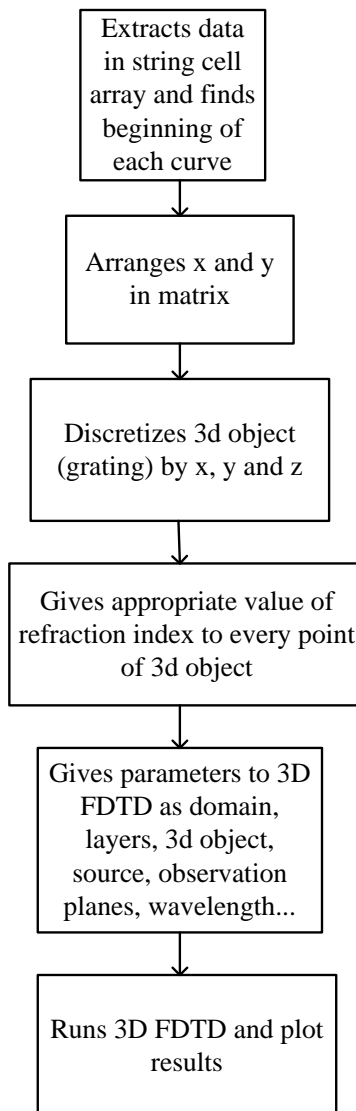 Extracts data
in string cell
array and finds
beginning of
each curve
Arranges x and y
in matrix
Discretizes 3d object
(grating) by x, y and z
Gives appropriate value of
refraction index to every point
of 3d object
Gives parameters to 3D
FDTD as domain,
layers, 3d object,
source, observation
planes, wavelength...
Runs 3D FDTD and plot
results